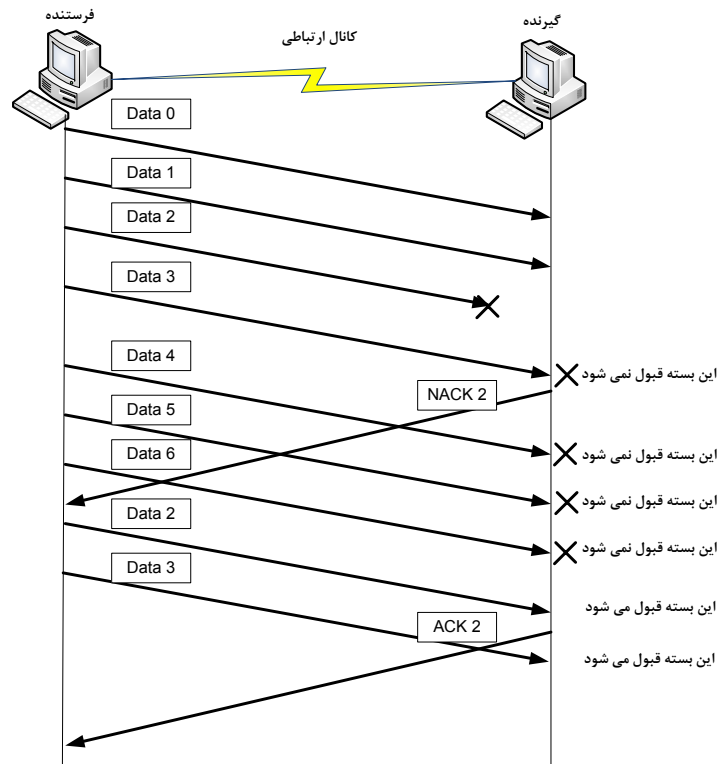 فرستنده
گیرنده
کانال ارتباطی
Data 0
Data 1
Data 2
Data 3
Data 4
این بسته قبول نمی شود
NACK 2
Data 5
Data 6
این بسته قبول نمی شود
این بسته قبول نمی شود
Data 2
این بسته قبول نمی شود
Data 3
این بسته قبول می شود
ACK 2
این بسته قبول می شود